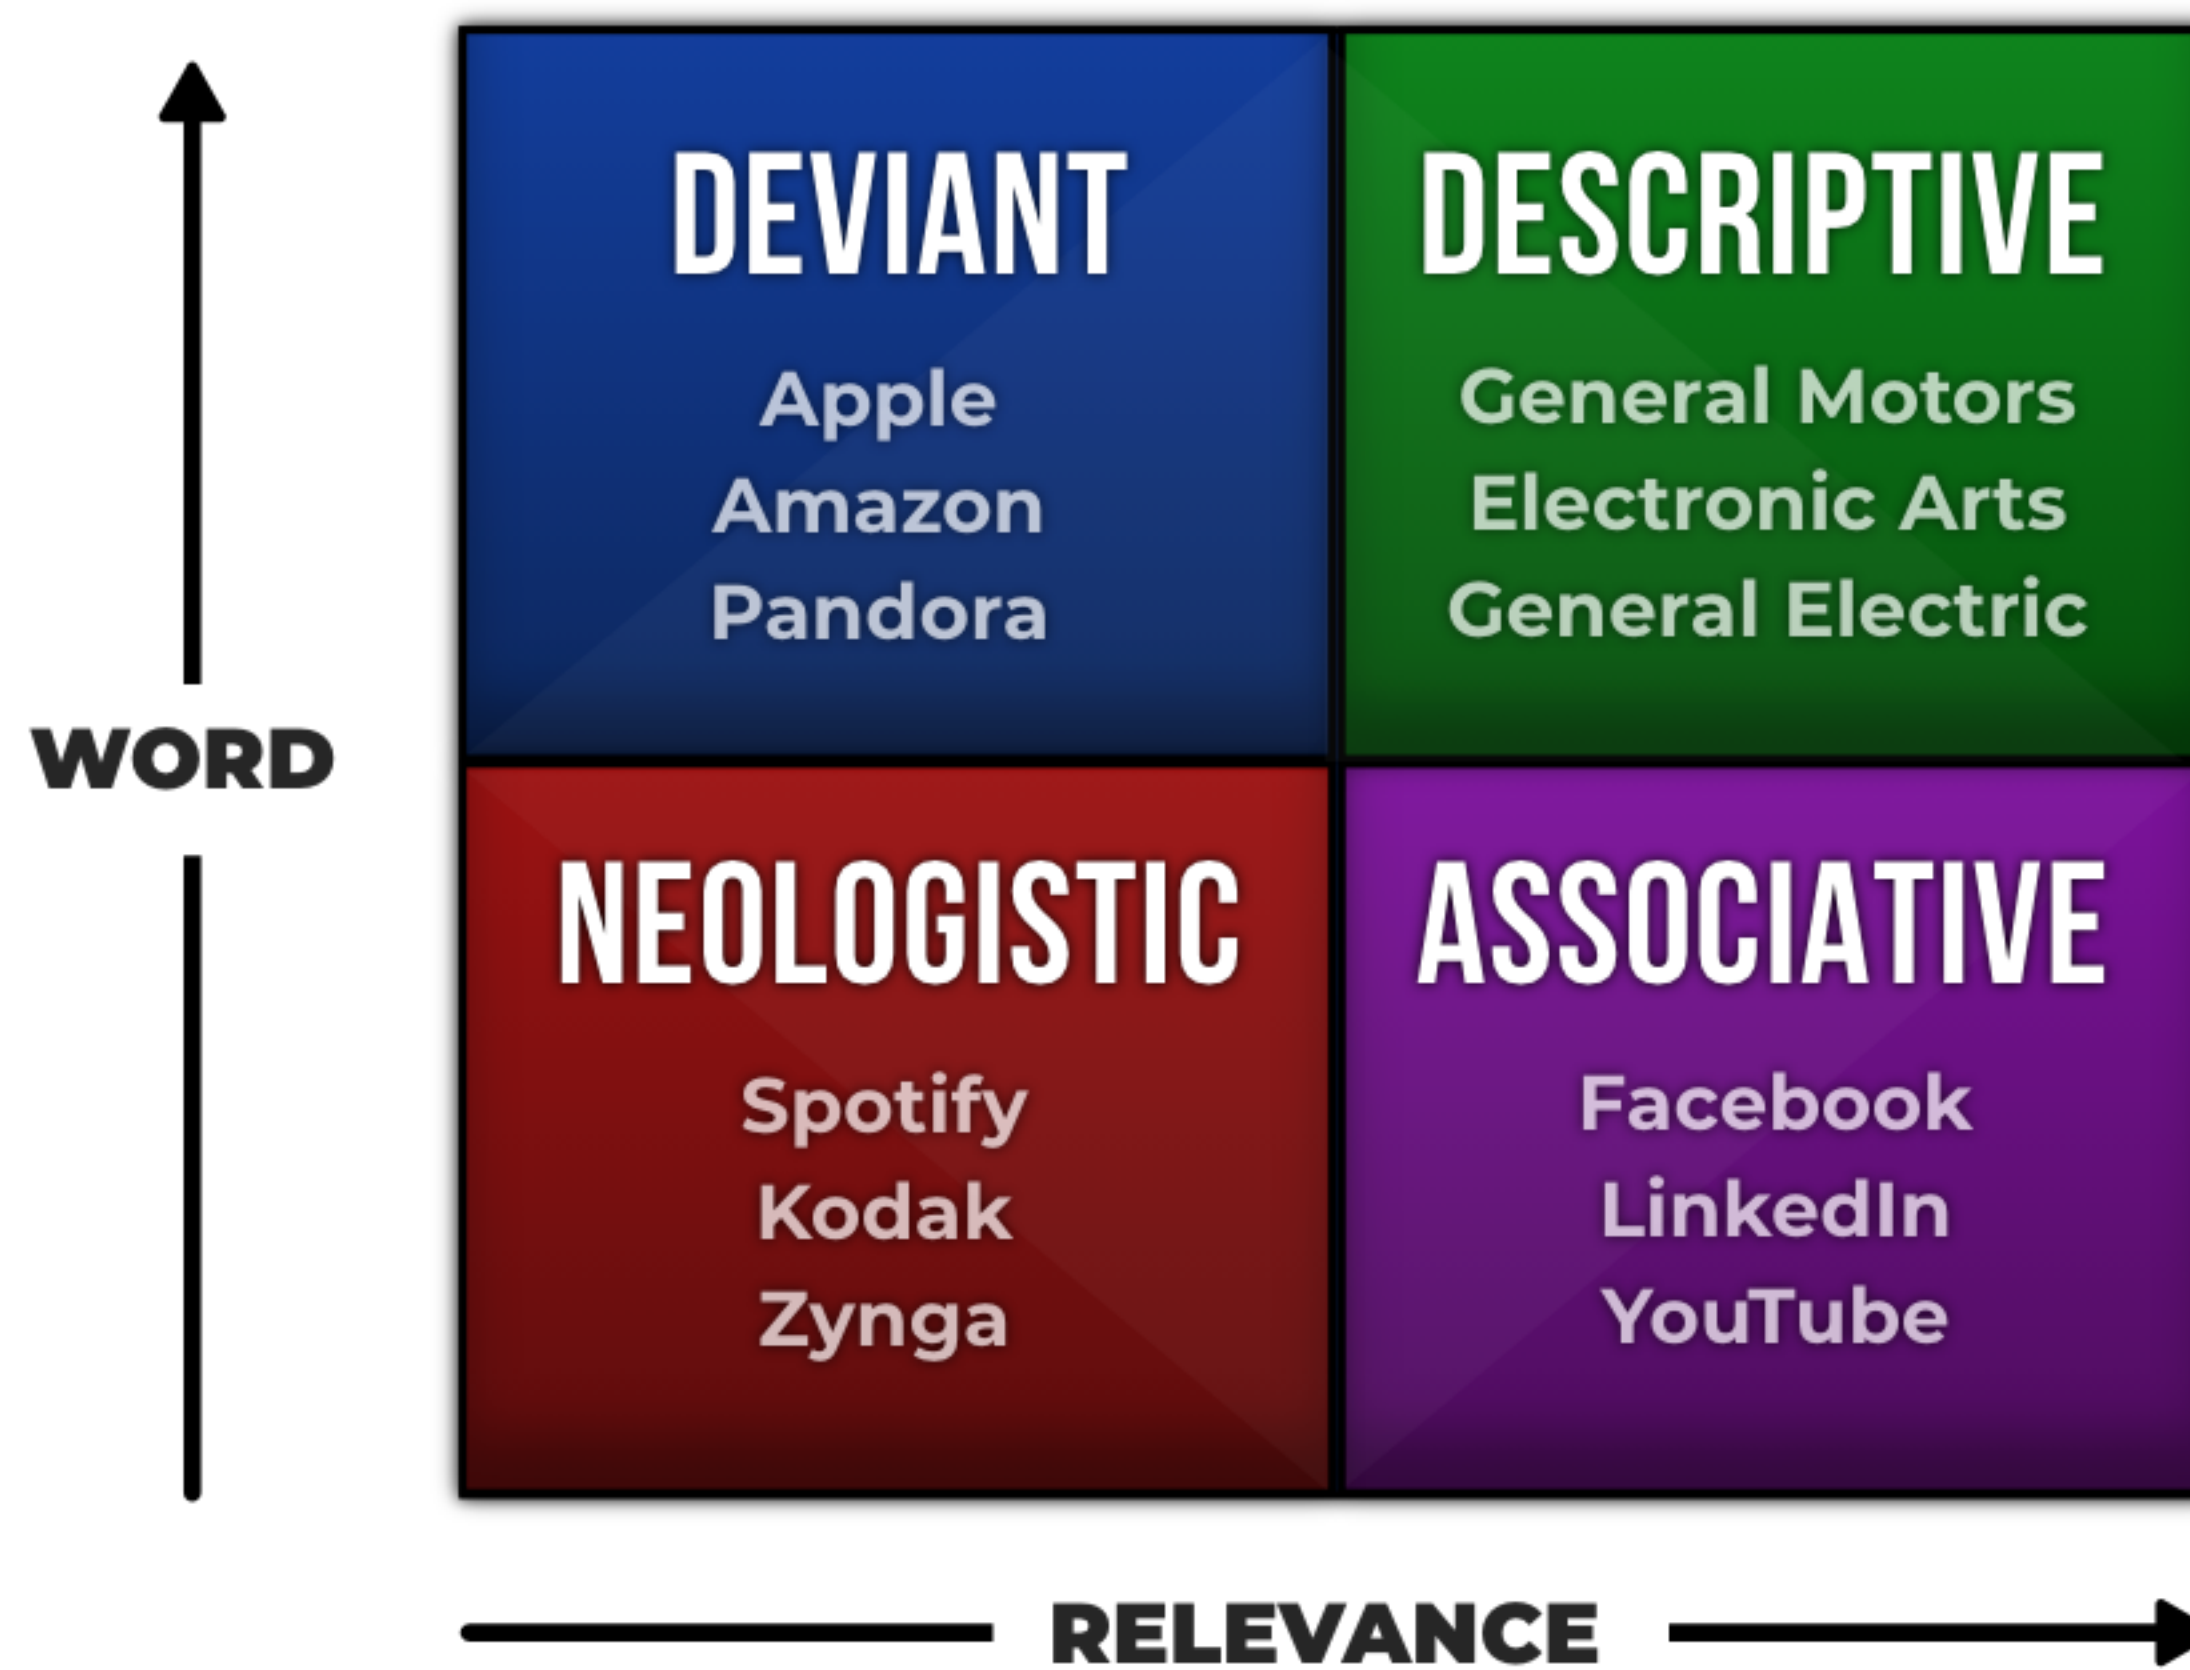 DEVIANT
Apple
Amazon
Pandora
DESCRIPTIVE
General Motors
Electronic Arts
General Electric
WORD
NEOLOGISTIC
Spotify
Kodak
Zynga
ASSOCIATIVE
Facebook
LinkedIn
YouTube
RELEVANCE